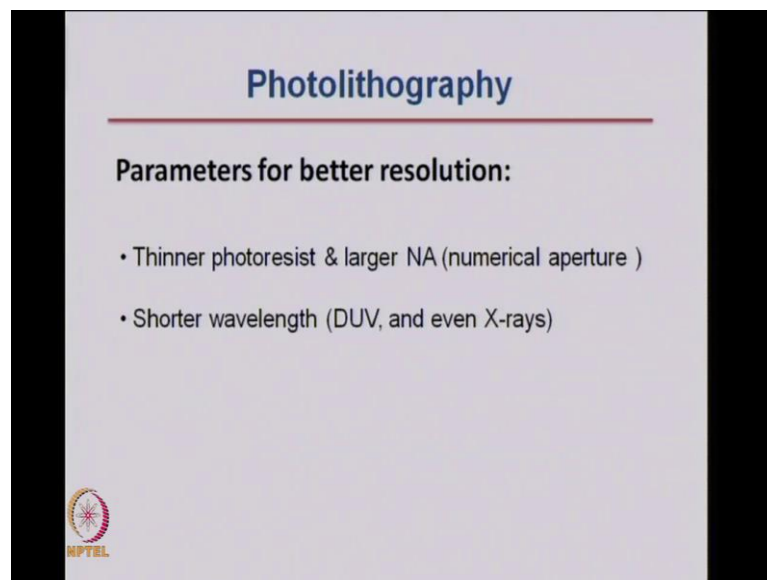 Photolithography
Parameters for better resolution:
• Thinner photoresist & larger NA (numerical aperture )
• Shorter wavelength (DUV, and even X-rays)
NPTEL